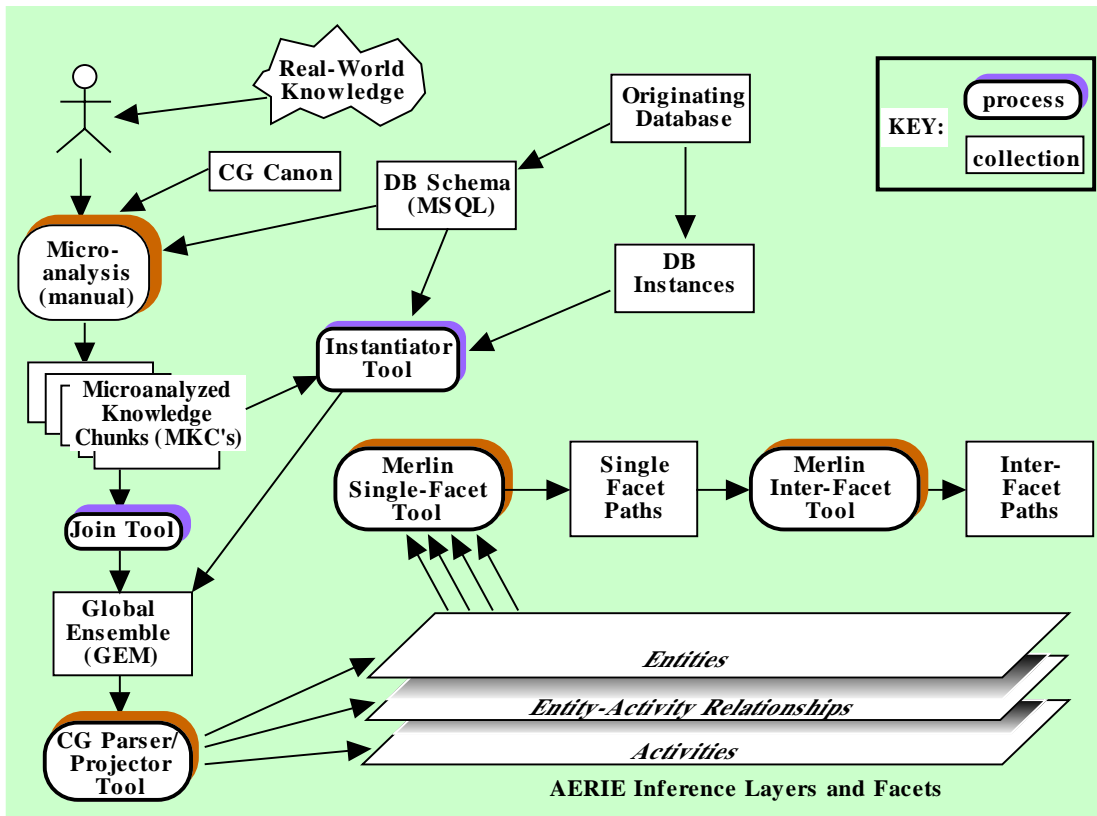 Real-World
Knowledge
Originating
Database
KEY:
process
collection
CG Canon
DB Schema
(MSQL)
Micro-
analysis
(manual)
DB
Instances
Instantiator
Tool
Microanalyzed
Knowledge
Chunks (MKC's)
Merlin
Single-Facet
Tool
Single
Facet
Paths
Merlin
Inter-Facet
Tool
Inter-
Facet
Paths
Join Tool
Global
Ensemble
(GEM)
Entities
Entity-Activity Relationships
Activities
CG Parser/
Projector
Tool
AERIE Inference Layers and Facets